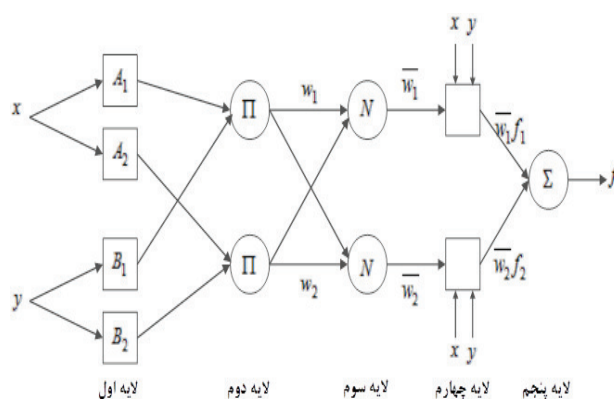 x y
A₁
w₁
w̅₁
x
Π
N
w̅₁f₁
A₂
Σ
f
B₁
w̅₂f₂
y
Π
N
w₂
w̅₂
B₂
x y
لایه اول لایه دوم لایه سوم لایه چهارم لایه پنجم